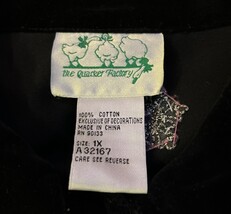 the Quacker Factory
100% COTTON
EXCLUSIVE OF DECORATIONS
MADE IN CHINA
RN 90133
SIZE: 1X
A 32167
CARE SEE REVERSE